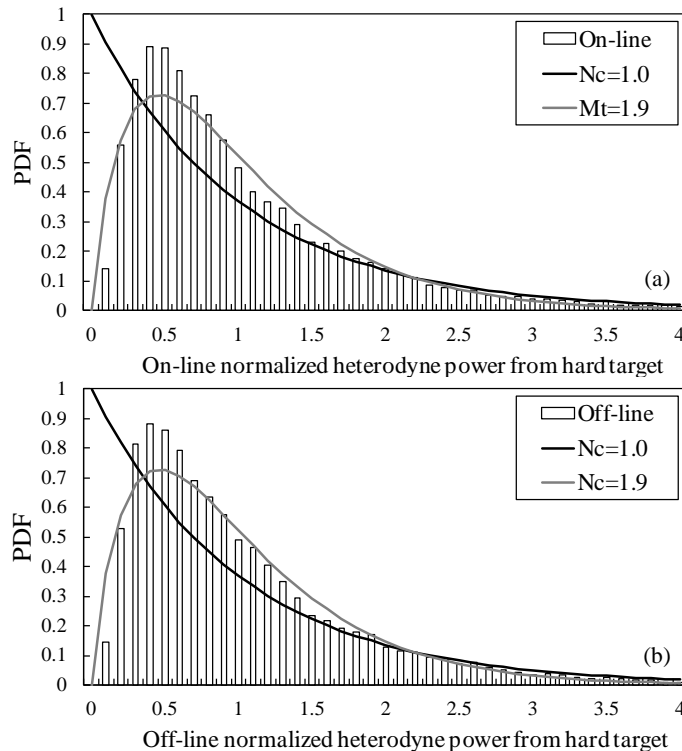 1
0.9
0.8
0.7
0.6
0.5
0.4
0.3
0.2
0.1
0
PDF
On-line
Nc=1.0
Mt=1.9
(a)
0 0.5 1 1.5 2 2.5 3 3.5 4
On-line normalized heterodyne power from hard target
1
0.9
0.8
0.7
0.6
0.5
0.4
0.3
0.2
0.1
0
PDF
Off-line
Nc=1.0
Nc=1.9
(b)
0 0.5 1 1.5 2 2.5 3 3.5 4
Off-line normalized heterodyne power from hard target